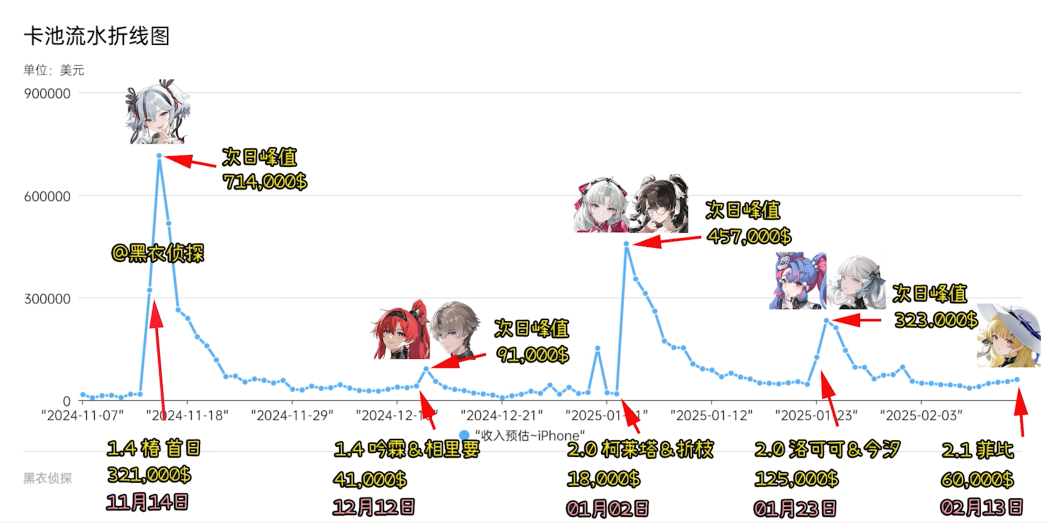 卡池流水折线图
单位：美元
900000
600000
300000
0
次日峰值
714,000$
@黑衣侦探
次日峰值
91,000$
次日峰值
457,000$
次日峰值
323.000$
"2024-11-07"
"2024-11-18"
"2024-11-29"
"2024-12-21"
"2025-01-12"
"2025-01-23"
"2025-02-03"
"收入预估~iPhone"
1.4 椿 首日
321,000$
11月14日
1.4 吟霖&相里要
41,000$
12月12日
2.0 柯莱塔&折枝
18,000$
01月02日
2.0 洛可可&今汐
125,000$
01月23日
2.1 菲比
60,000$
02月13日
黑衣侦探